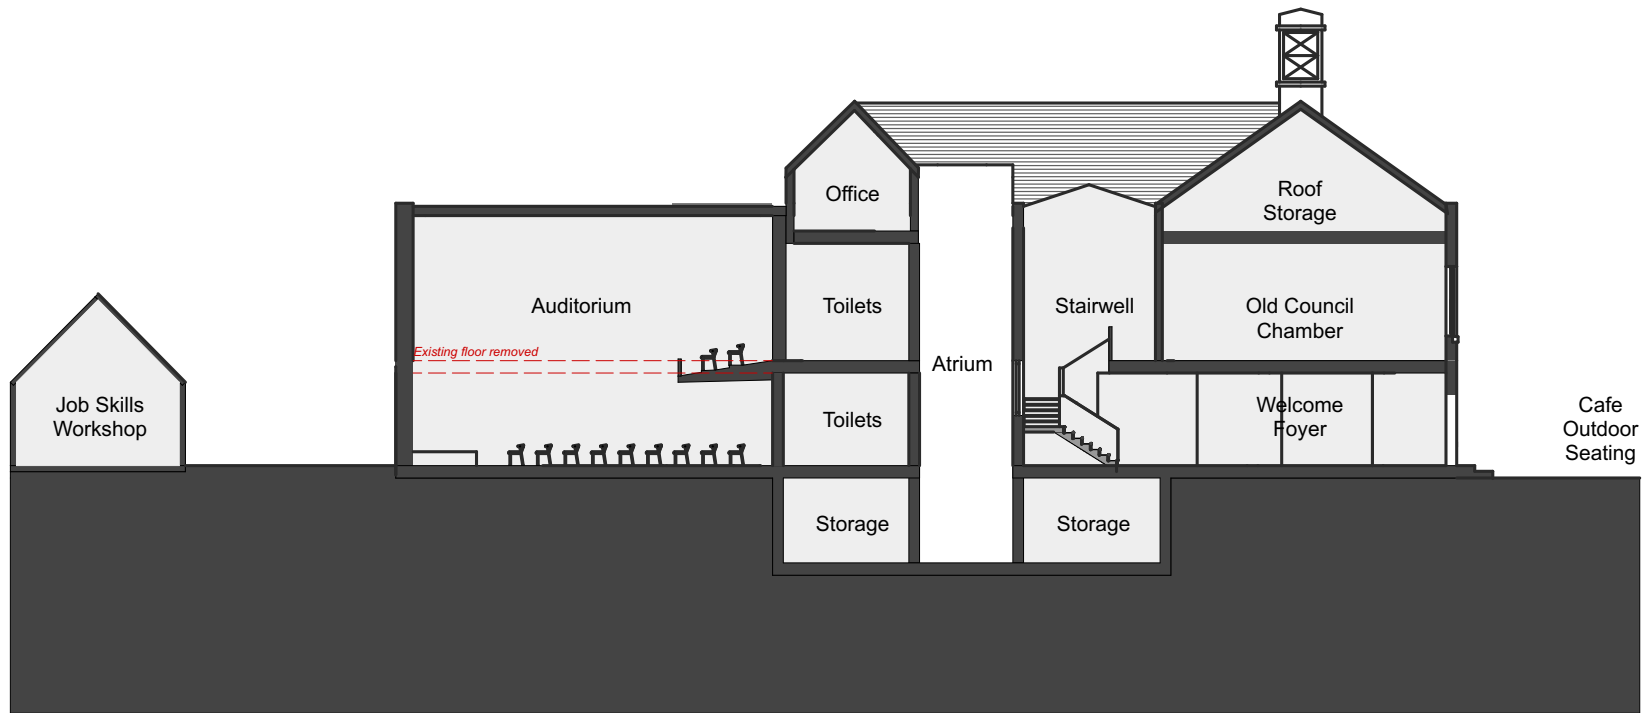 Office
Roof
Storage
Auditorium
Toilets
Stairwell
Old Council
Chamber
Existing floor removed
Atrium
Job Skills
Workshop
Toilets
Welcome
Foyer
Cafe
Outdoor
Seating
Storage
Storage